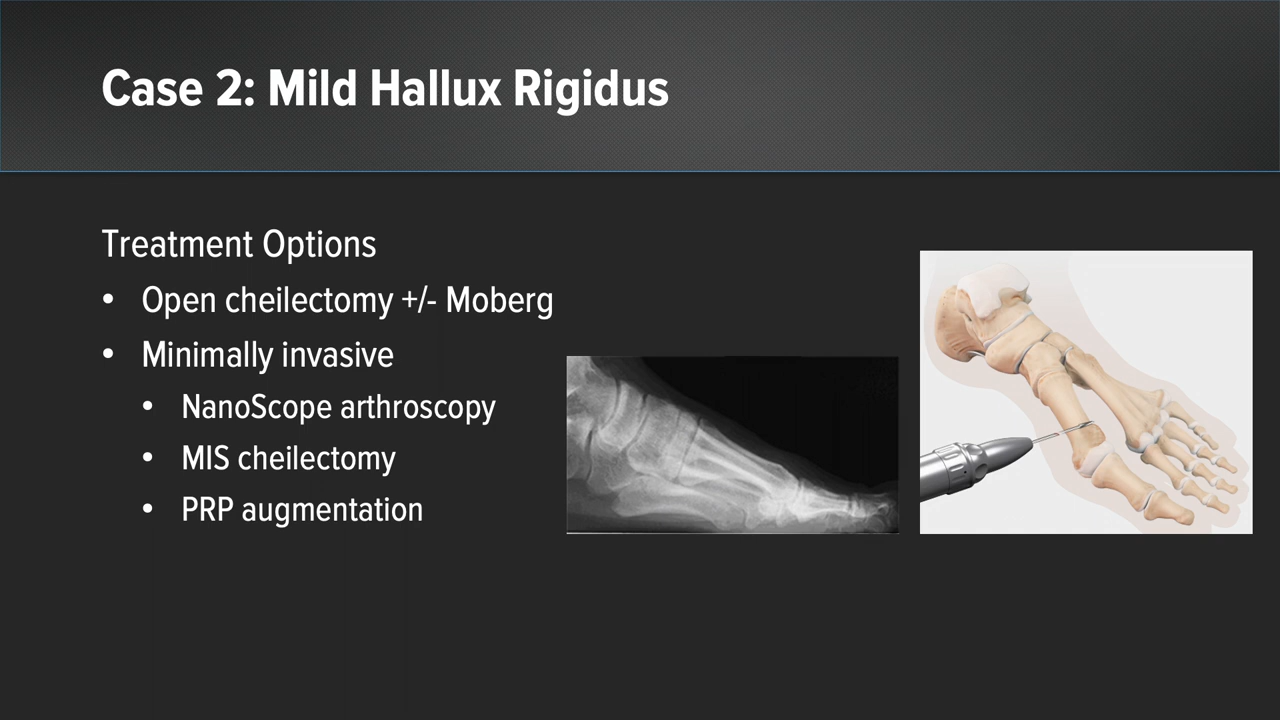 Case 2: Mild Hallux Rigidus
Treatment Options
• Open cheilectomy +/- Moberg
• Minimally invasive
• NanoScope arthroscopy
• MIS cheilectomy
• PRP augmentation